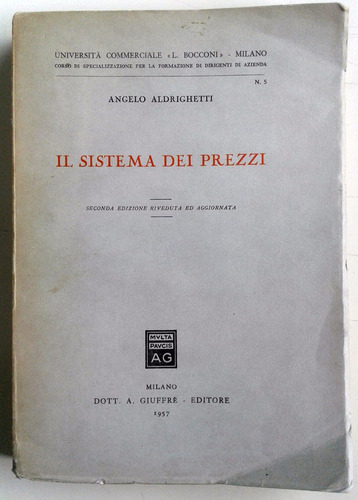 UNIVERSITÀ COMMERCIALE «L. BOCCONI» - MILANO
CORSO DI SPECIALIZZAZIONE PER LA FORMAZIONE DI DIRIGENTI DI AZIENDA
N. 5
ANGELO ALDRIGHETTI
IL SISTEMA DEI PREZZI
SECONDA EDIZIONE RIVEDUTA ED AGGIORNATA
MVLTA
PAVCIS
AG
MILANO
DOTT. A. GIUFFRÈ - EDITORE
1957